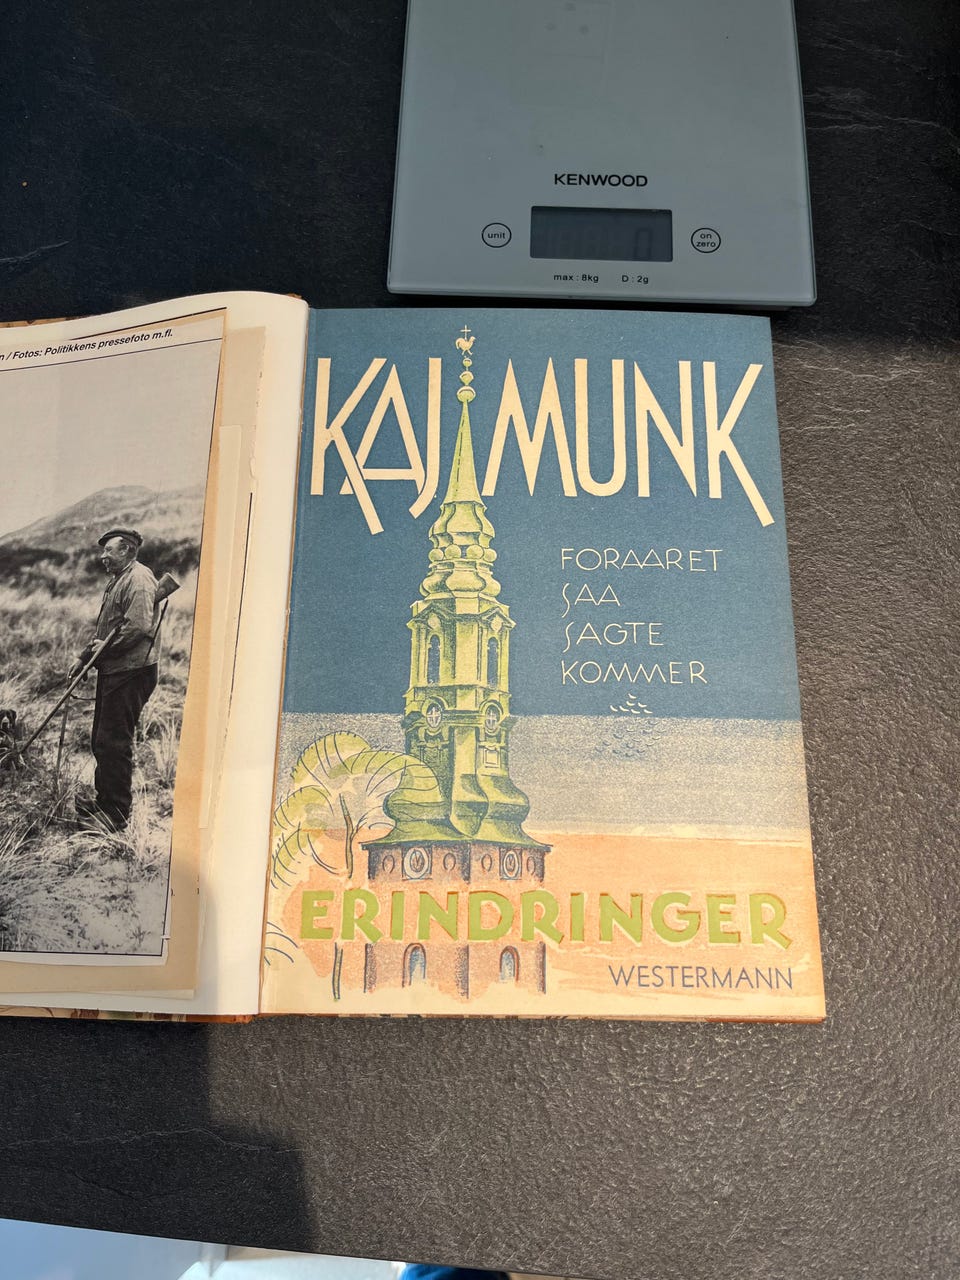 KENWOOD
unit
on
zero
max : 8kg D : 2g
/ Fotos: Politikkens pressefoto m.fl.
KAJ MUNK
FORAARET
SAA
SAGTE
KOMMER
ERINDRINGER
WESTERMANN